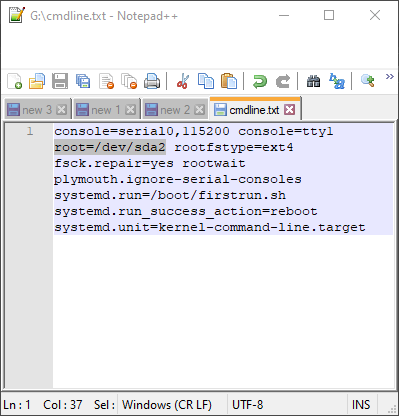 G:\cmdline.txt - Notepad++
new 3 new 1 new 2 cmdline.txt
1 console=serial0,115200 console=tty1
root=/dev/sda2 rootfstype=ext4
fsck.repair=yes rootwait
plymouth.ignore-serial-consoles
systemd.run=/boot/firstrun.sh
systemd.run_success_action=reboot
systemd.unit=kernel-command-line.target
Ln : 1 Col : 37 Sel : Windows (CR LF) UTF-8 INS